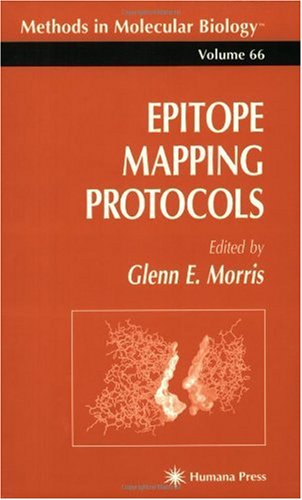 Methods in Molecular Biology™
Volume 66
EPITOPE
MAPPING
PROTOCOLS
Edited by
Glenn E. Morris
Humana Press